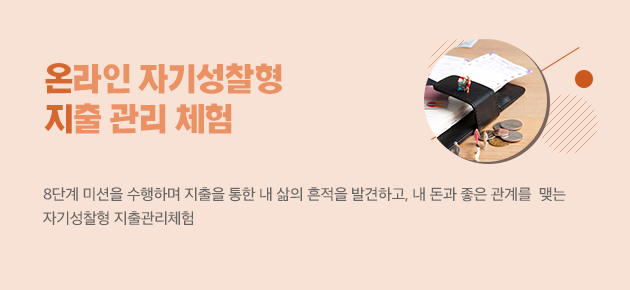 온라인 자기성찰형
지출 관리 체험
8단계 미션을 수행하며 지출을 통한 내 삶의 흔적을 발견하고, 내 돈과 좋은 관계를 맺는
자기성찰형 지출관리체험